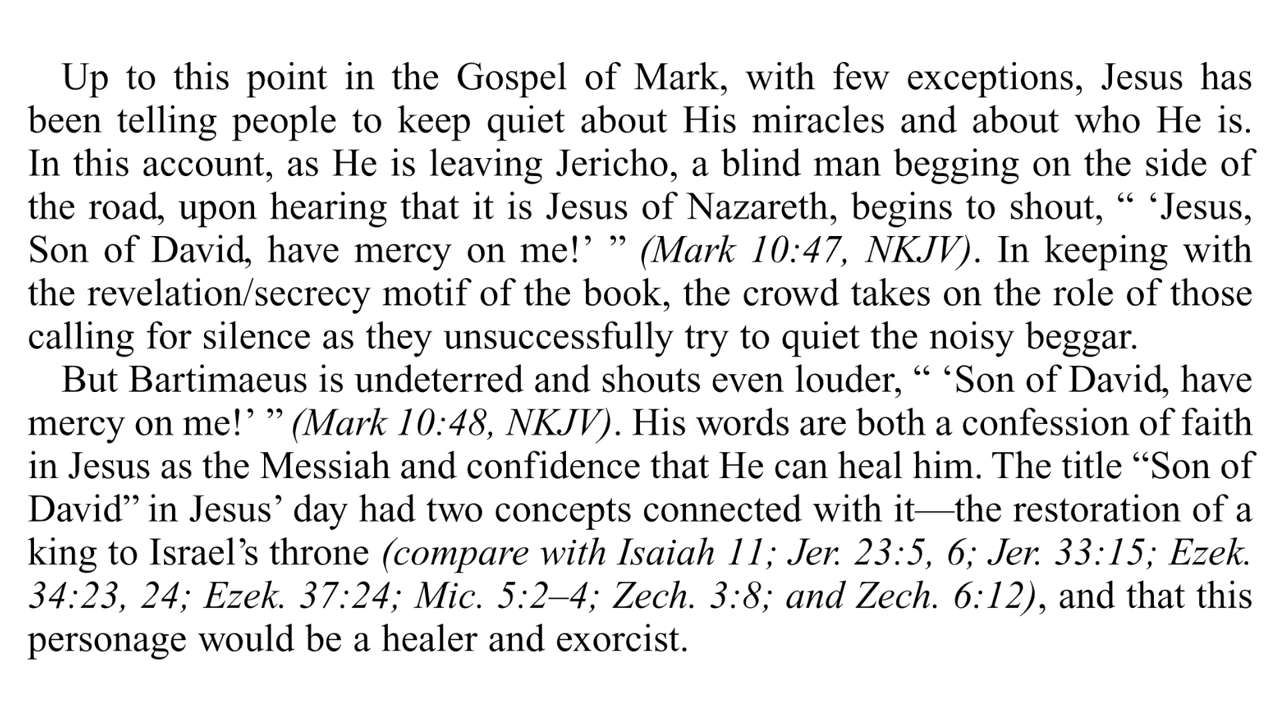 Up to this point in the Gospel of Mark, with few exceptions, Jesus has
been telling people to keep quiet about His miracles and about who He is.
In this account, as He is leaving Jericho, a blind man begging on the side of
the road, upon hearing that it is Jesus of Nazareth, begins to shout, “ ‘Jesus,
Son of David, have mercy on me!’ ” (Mark 10:47, NKJV). In keeping with
the revelation/secrecy motif of the book, the crowd takes on the role of those
calling for silence as they unsuccessfully try to quiet the noisy beggar.
But Bartimaeus is undeterred and shouts even louder, “ ‘Son of David, have
mercy on me!’ ” (Mark 10:48, NKJV). His words are both a confession of faith
in Jesus as the Messiah and confidence that He can heal him. The title “Son of
David” in Jesus’ day had two concepts connected with it—the restoration of a
king to Israel’s throne (compare with Isaiah 11; Jer. 23:5, 6; Jer. 33:15; Ezek.
34:23, 24; Ezek. 37:24; Mic. 5:2–4; Zech. 3:8; and Zech. 6:12), and that this
personage would be a healer and exorcist.